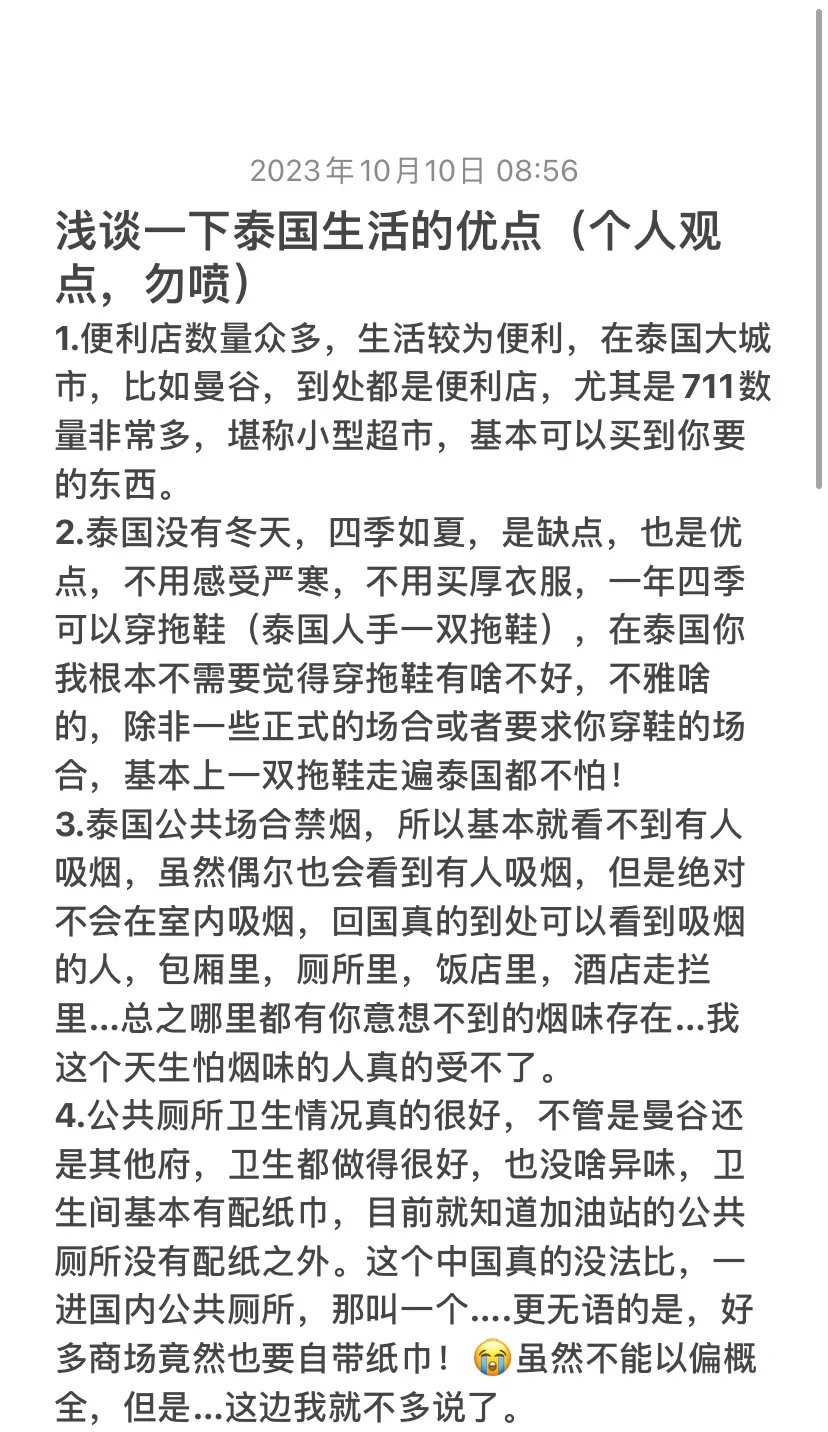 2023年10月10日 08:56
浅谈一下泰国生活的优点（个人观
点，勿喷）
1.便利店数量众多，生活较为便利，在泰国大城
市，比如曼谷，到处都是便利店，尤其是711数
量非常多，堪称小型超市，基本可以买到你要
的东西。
2.泰国没有冬天，四季如夏，是缺点，也是优
点，不用感受严寒，不用买厚衣服，一年四季
可以穿拖鞋（泰国人手一双拖鞋），在泰国你
我根本不需要觉得穿拖鞋有啥不好，不雅啥
的，除非一些正式的场合或者要求你穿鞋的场
合，基本上一双拖鞋走遍泰国都不怕！
3.泰国公共场合禁烟，所以基本就看不到有人
吸烟，虽然偶尔也会看到有人吸烟，但是绝对
不会在室内吸烟，回国真的到处可以看到吸烟
的人，包厢里，厕所里，饭店里，酒店走拦
里...总之哪里都有你意想不到的烟味存在...我
这个天生怕烟味的人真的受不了。
4.公共厕所卫生情况真的很好，不管是曼谷还
是其他府，卫生都做得很好，也没啥异味，卫
生间基本有配纸巾，目前就知道加油站的公共
厕所没有配纸之外。这个中国真的没法比，一
进国内公共厕所，那叫一个....更无语的是，好
多商场竟然也要自带纸巾！😭虽然不能以偏概
全，但是...这边我就不多说了。